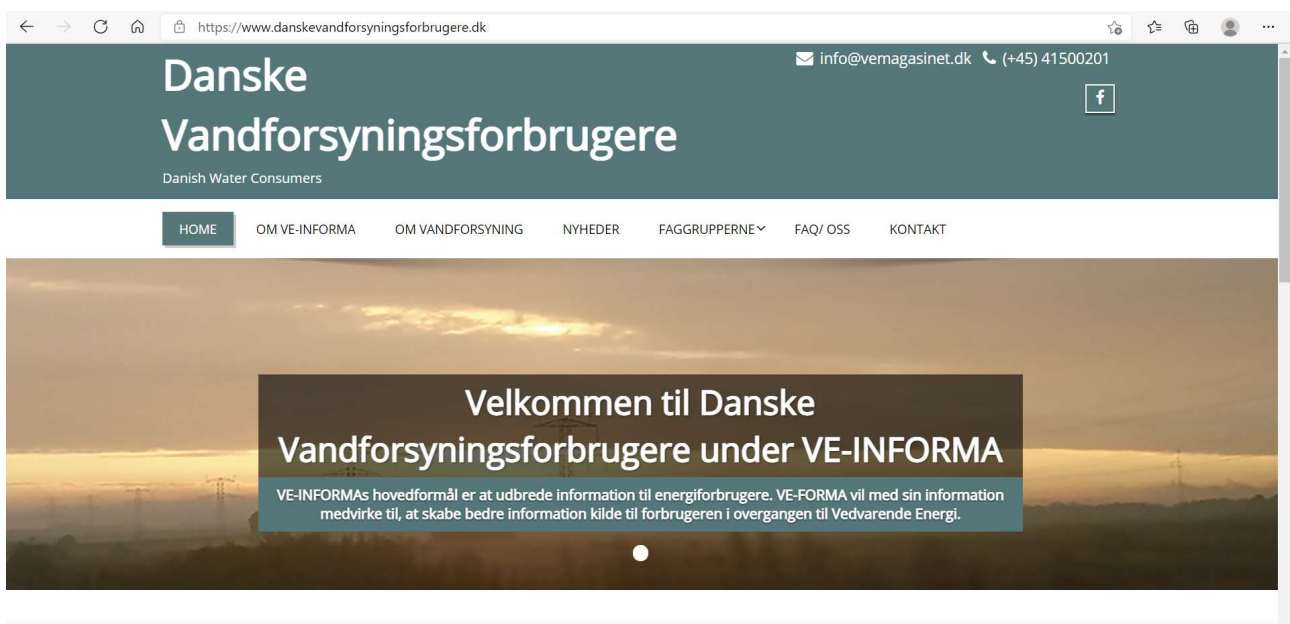 https://www.danskevandforsyningsforbrugere.dk
info@vemagasinet.dk (+45) 41500201
Danske
Vandforsyningsforbrugere
Danish Water Consumers
HOME OM VE-INFORMA OM VANDFORSYNING NYHEDER FAGGRUPPERNE FAQ/ OSS KONTAKT
Velkommen til Danske
Vandforsyningsforbrugere under VE-INFORMA
VE-INFORMAs hovedformål er at udbrede information til energiforbrugere. VE-FORMA vil med sin information
medvirke til, at skabe bedre information kilde til forbrugeren i overgangen til Vedvarende Energi.